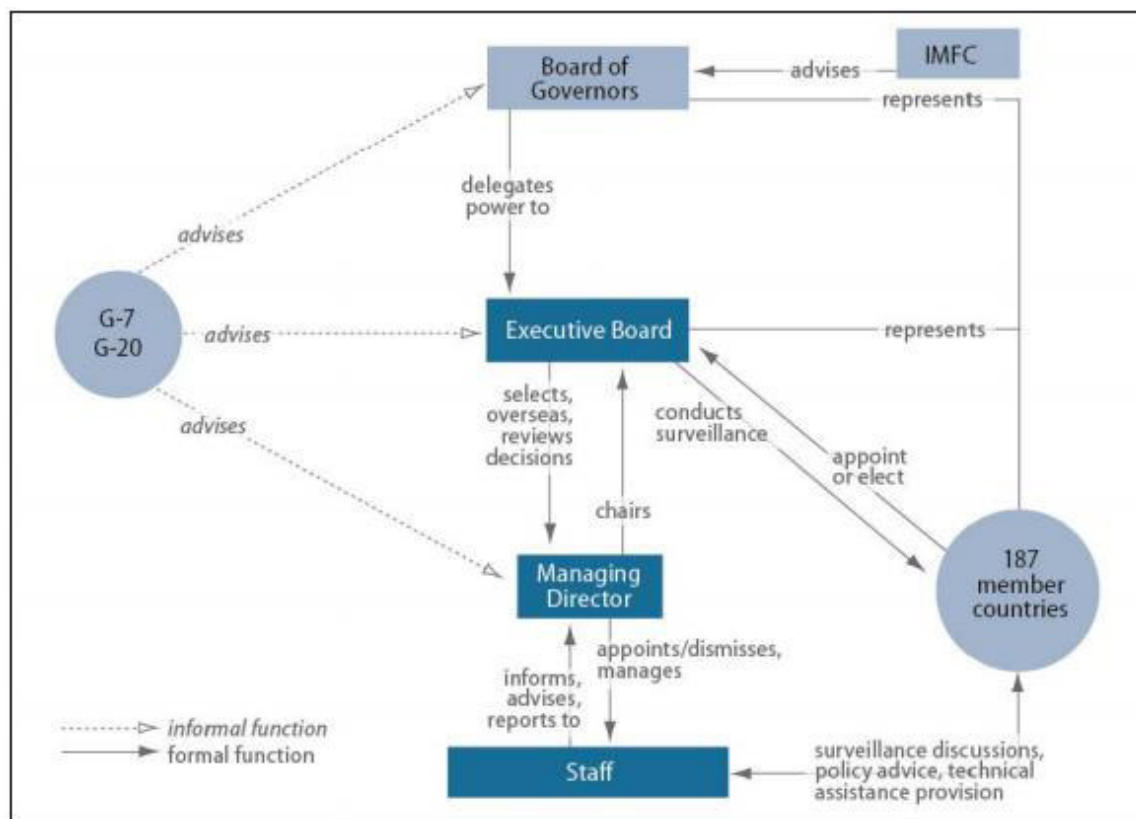 IMFC
advises
Board of
Governors
represents
delegates
power to
advises
G-7
G-20
advises
Executive Board
represents
advises
selects,
overseas,
reviews
decisions
conducts
surveillance
appoint
or elect
chairs
187
member
countries
Managing
Director
appoints/dismisses,
manages
informs,
advises,
reports to
informal function
formal function
Staff
surveillance discussions,
policy advice, technical
assistance provision